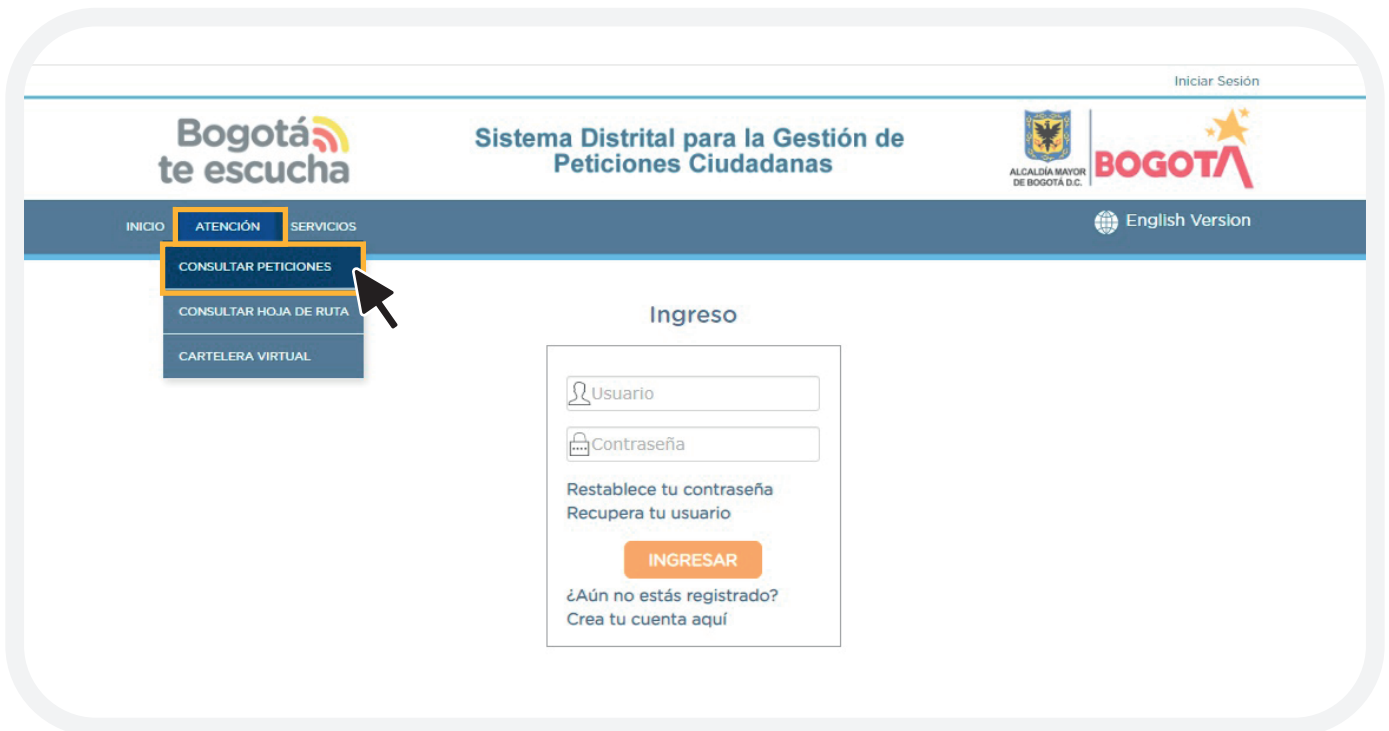 Iniciar Sesión
Bogotá
te escucha
Sistema Distrital para la Gestión de
Peticiones Ciudadanas
ALCALDÍA MAYOR
DE BOGOTÁ D.C.
BOGOTÁ
INICIO ATENCIÓN SERVICIOS
English Version
CONSULTAR PETICIONES
CONSULTAR HOJA DE RUTA
CARTELERA VIRTUAL
Ingreso
Usuario
Contraseña
Restablece tu contraseña
Recupera tu usuario
INGRESAR
¿Aún no estás registrado?
Crea tu cuenta aquí